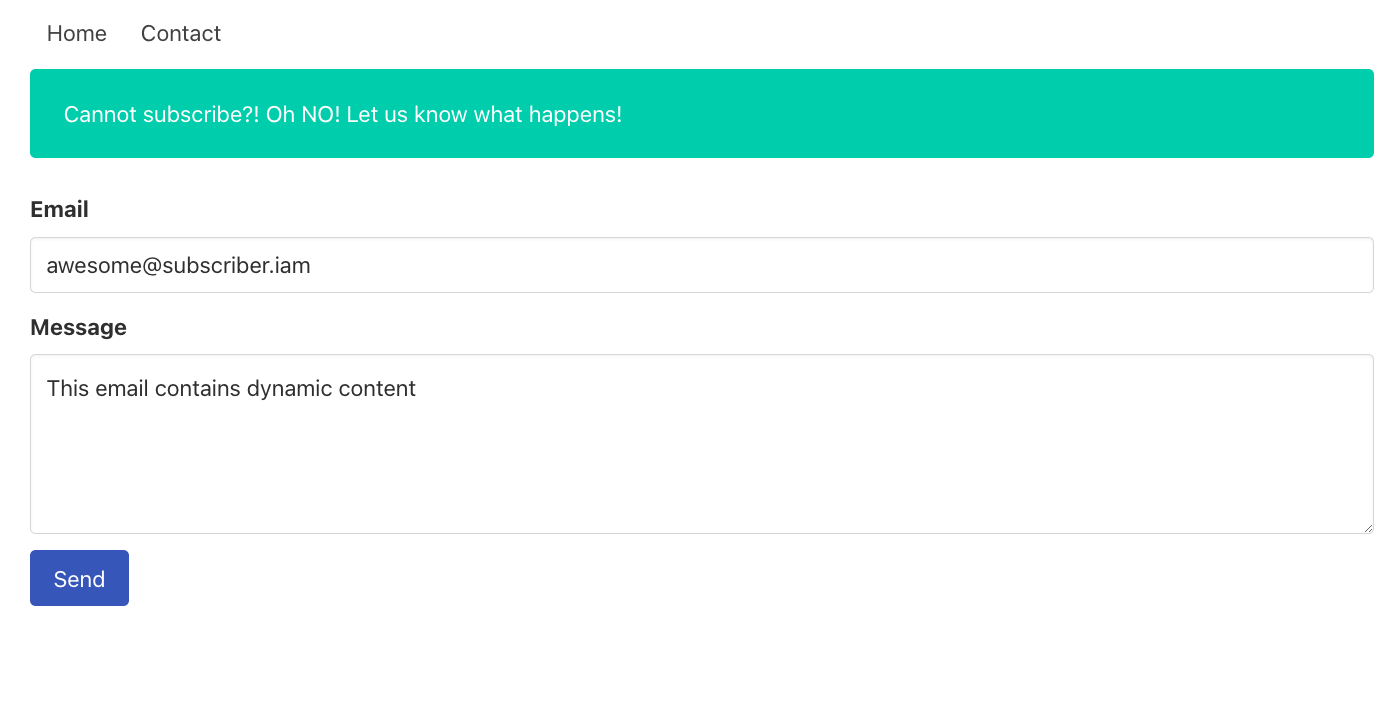 Home Contact
Cannot subscribe?! Oh NO! Let us know what happens!
Email
awesome@subscriber.iam
Message
This email contains dynamic content
Send